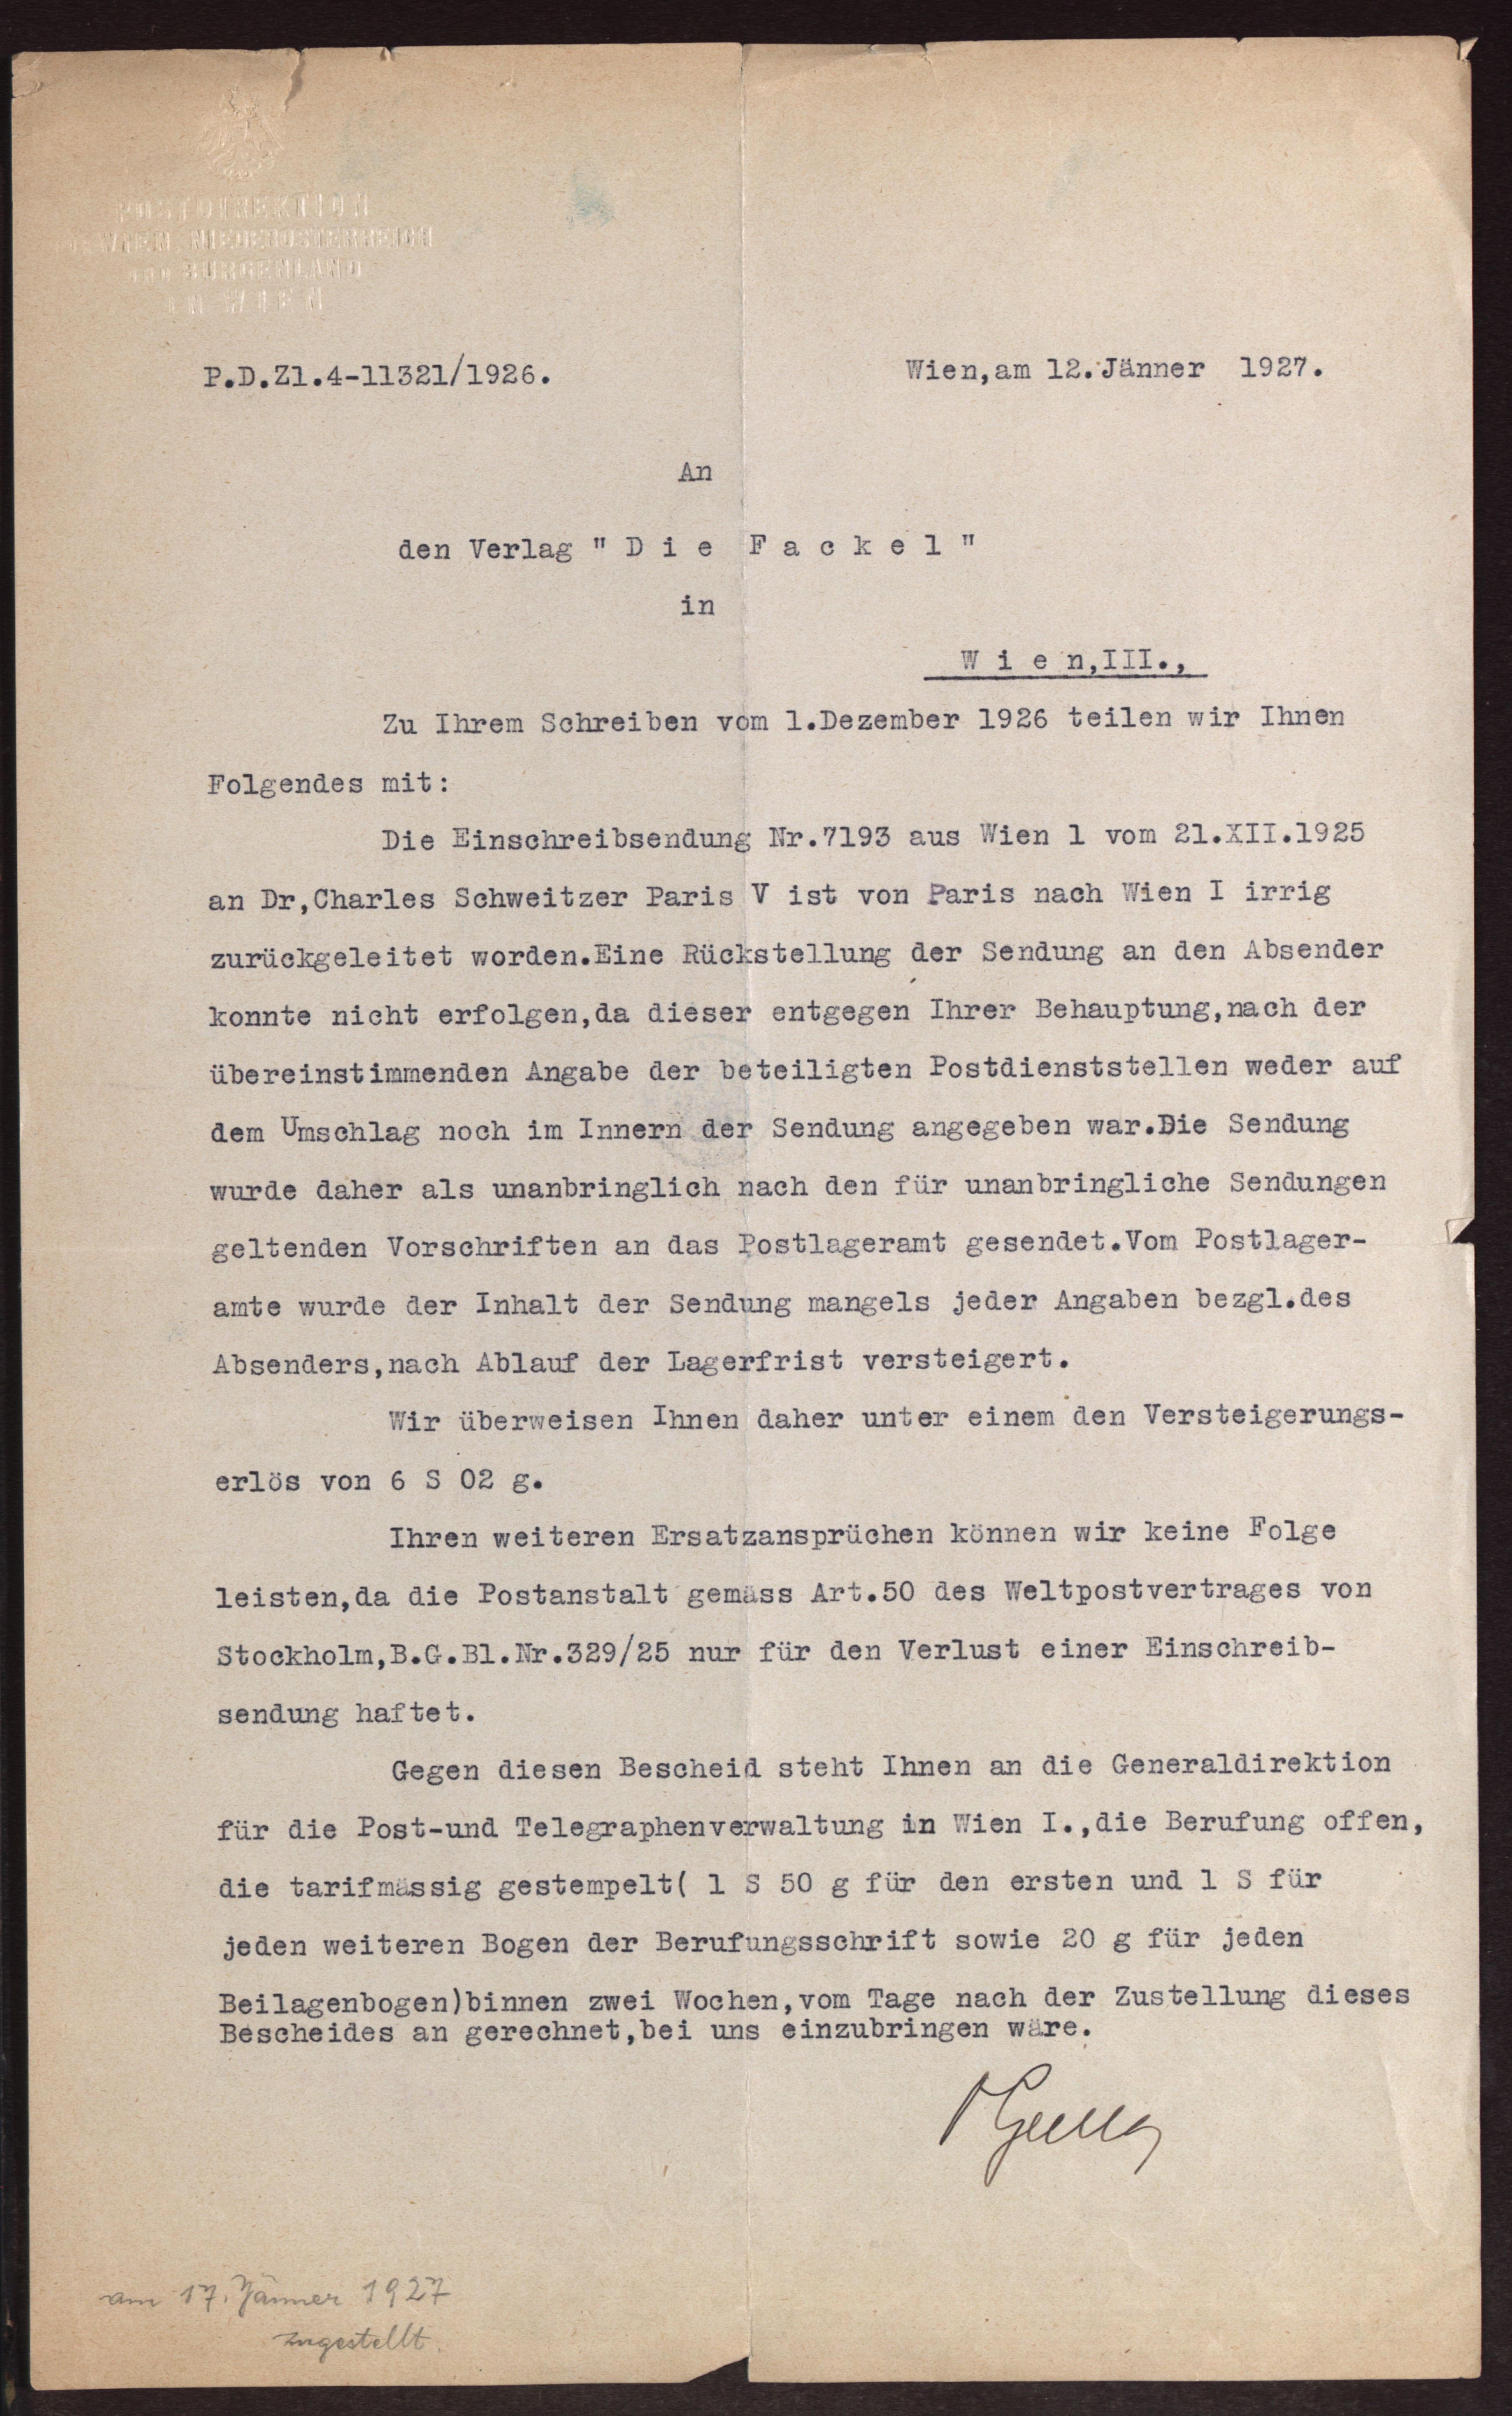 POSTDIREKTION
WIEN, NIEDERÖSTERREICH
UND BURGENLAND
IN WIEN
P.D.Zl.4-11321/1926.
Wien,am 12.Jänner 1927.
An
den Verlag " D i e F a c k e l "
in
W i e n,III.,
Zu Ihrem Schreiben vom 1.Dezember 1926 teilen wir Ihnen
Folgendes mit:
Die Einschreibsendung Nr.7193 aus Wien 1 vom 21.XII.1925
an Dr,Charles Schweitzer Paris V ist von Paris nach Wien I irrig
zurückgeleitet worden.Eine Rückstellung der Sendung an den Absender
konnte nicht erfolgen,da dieser entgegen Ihrer Behauptung,nach der
übereinstimmenden Angabe der beteiligten Postdienststellen weder auf
dem Umschlag noch im Innern der Sendung angegeben war.Die Sendung
wurde daher als unanbringlich nach den für unanbringliche Sendungen
geltenden Vorschriften an das Postlageramt gesendet.Vom Postlager-
amte wurde der Inhalt der Sendung mangels jeder Angaben bezgl.des
Absenders,nach Ablauf der Lagerfrist versteigert.
Wir überweisen Ihnen daher unter einem den Versteigerungs-
erlös von 6 S 02 g.
Ihren weiteren Ersatzansprüchen können wir keine Folge
leisten,da die Postanstalt gemäss Art.50 des Weltpostvertrages von
Stockholm,B.G.Bl.Nr.329/25 nur für den Verlust einer Einschreib-
sendung haftet.
Gegen diesen Bescheid steht Ihnen an die Generaldirektion
für die Post-und Telegraphenverwaltung in Wien I.,die Berufung offen,
die tarifmässig gestempelt( 1 S 50 g für den ersten und 1 S für
jeden weiteren Bogen der Berufungsschrift sowie 20 g für jeden
Beilagenbogen)binnen zwei Wochen,vom Tage nach der Zustellung dieses
Bescheides an gerechnet,bei uns einzubringen wäre.
am 17. Jänner 1927
zugestellt.